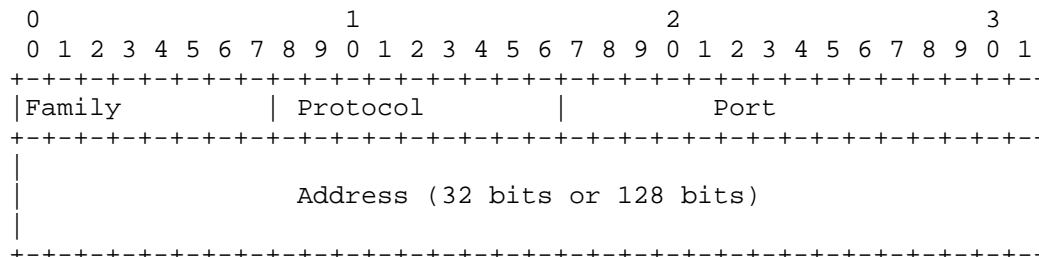 0                   1                   2                   3
 0 1 2 3 4 5 6 7 8 9 0 1 2 3 4 5 6 7 8 9 0 1 2 3 4 5 6 7 8 9 0 1
+-+-+-+-+-+-+-+-+-+-+-+-+-+-+-+-+-+-+-+-+-+-+-+-+-+-+-+-+-+-+-+-+-
|Family         | Protocol        |         Port
+-+-+-+-+-+-+-+-+-+-+-+-+-+-+-+-+-+-+-+-+-+-+-+-+-+-+-+-+-+-+-+-+-
|
|                 Address (32 bits or 128 bits)
|
+-+-+-+-+-+-+-+-+-+-+-+-+-+-+-+-+-+-+-+-+-+-+-+-+-+-+-+-+-+-+-+-+-